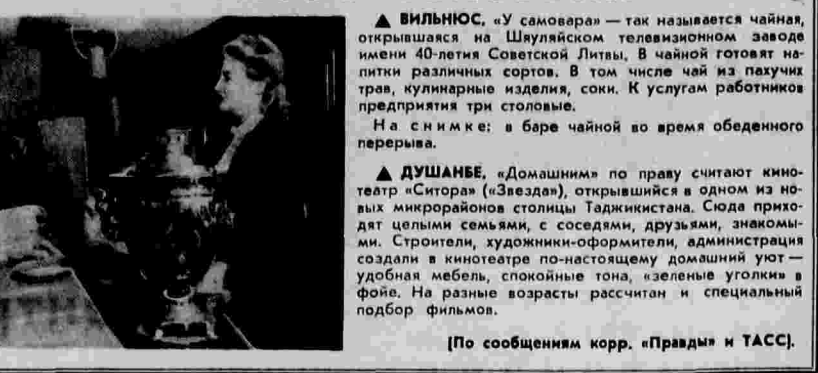 ▲ ВИЛЬНЮС. «У самовара» — так называется чайная,
открывшаяся на Шяуляйском телевизионном заводе
имени 40-летия Советской Литвы. В чайной готовят на-
питки различных сортов. В том числе чай из пахучих
трав, кулинарные изделия, соки. К услугам работников
предприятия три столовые.
На снимке: в баре чайной во время обеденного
перерыва.
▲ ДУШАНБЕ. «Домашним» по праву считают кино-
театр «Ситора» («Звезда»), открывшийся в одном из но-
вых микрорайонов столицы Таджикистана. Сюда прихо-
дят целыми семьями, с соседями, друзьями, знакомы-
ми. Строители, художники-оформители, администрация
создали в кинотеатре по-настоящему домашний уют —
удобная мебель, спокойные тона, «зеленые уголки» в
фойе. На разные возрасты рассчитан и специальный
подбор фильмов.
(По сообщениям корр. «Правды» и ТАСС).